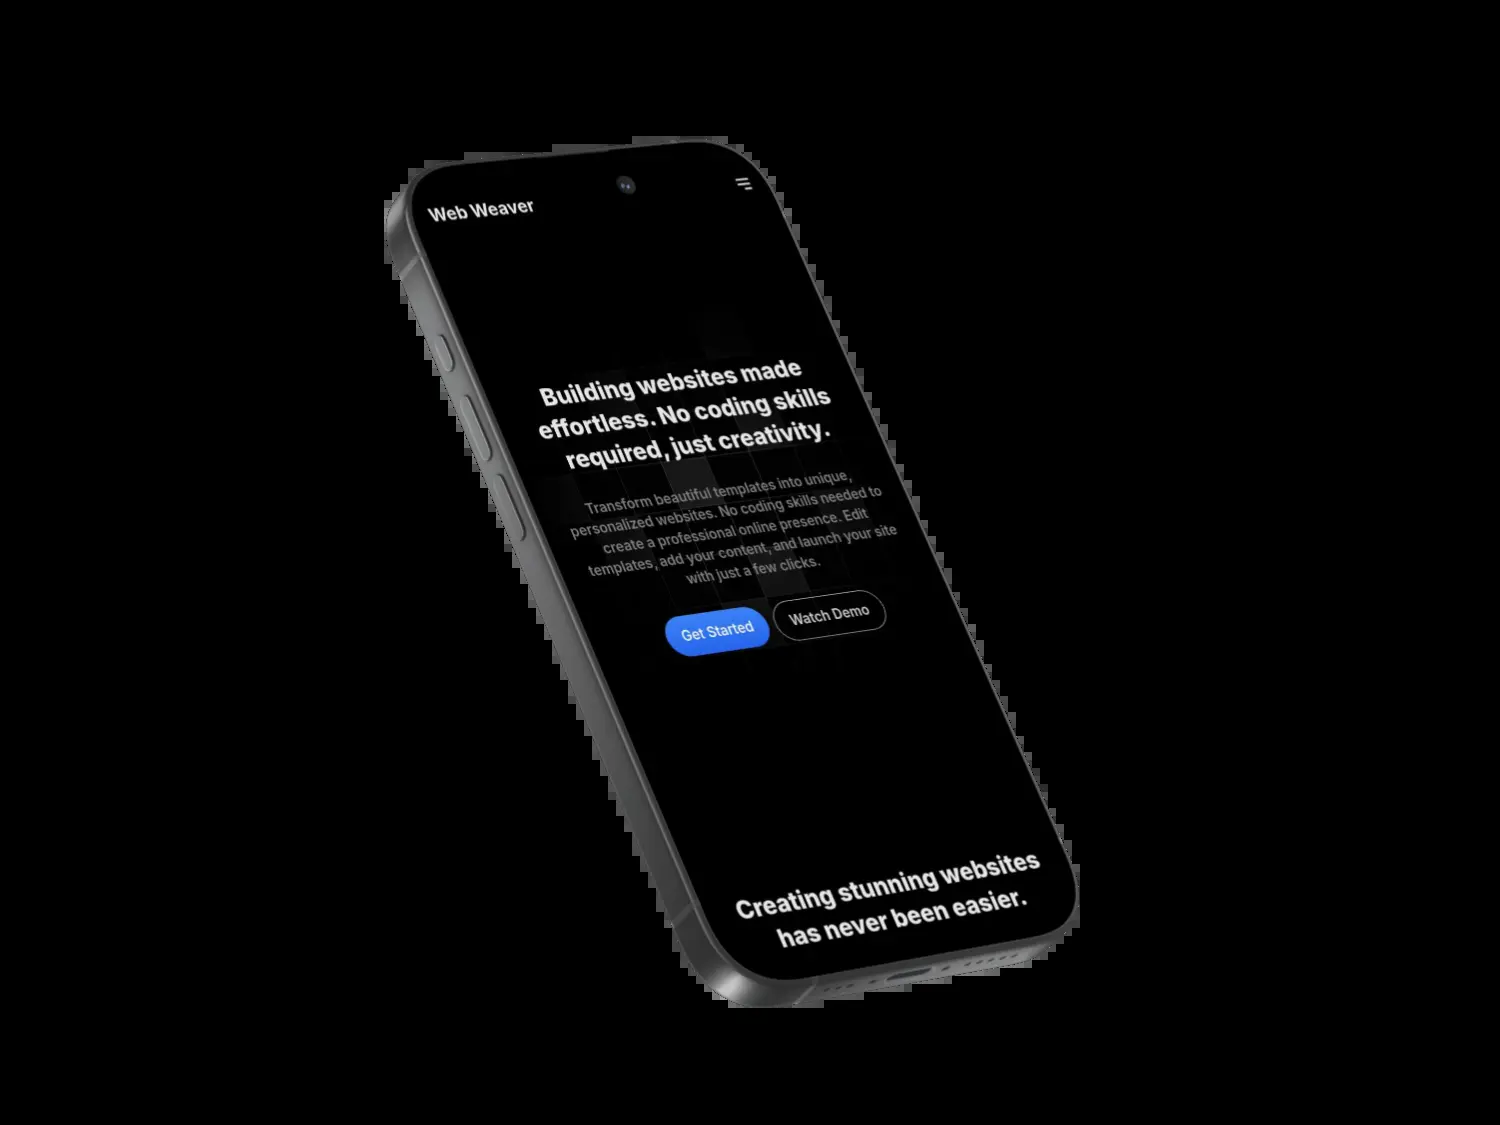 Web Weaver
Building websites made
effortless. No coding skills
required, just creativity.
Transform beautiful templates into unique,
personalized websites. No coding skills needed to
create a professional online presence. Edit
templates, add your content, and launch your site
with just a few clicks.
Get Started
Watch Demo
Creating stunning websites
has never been easier.